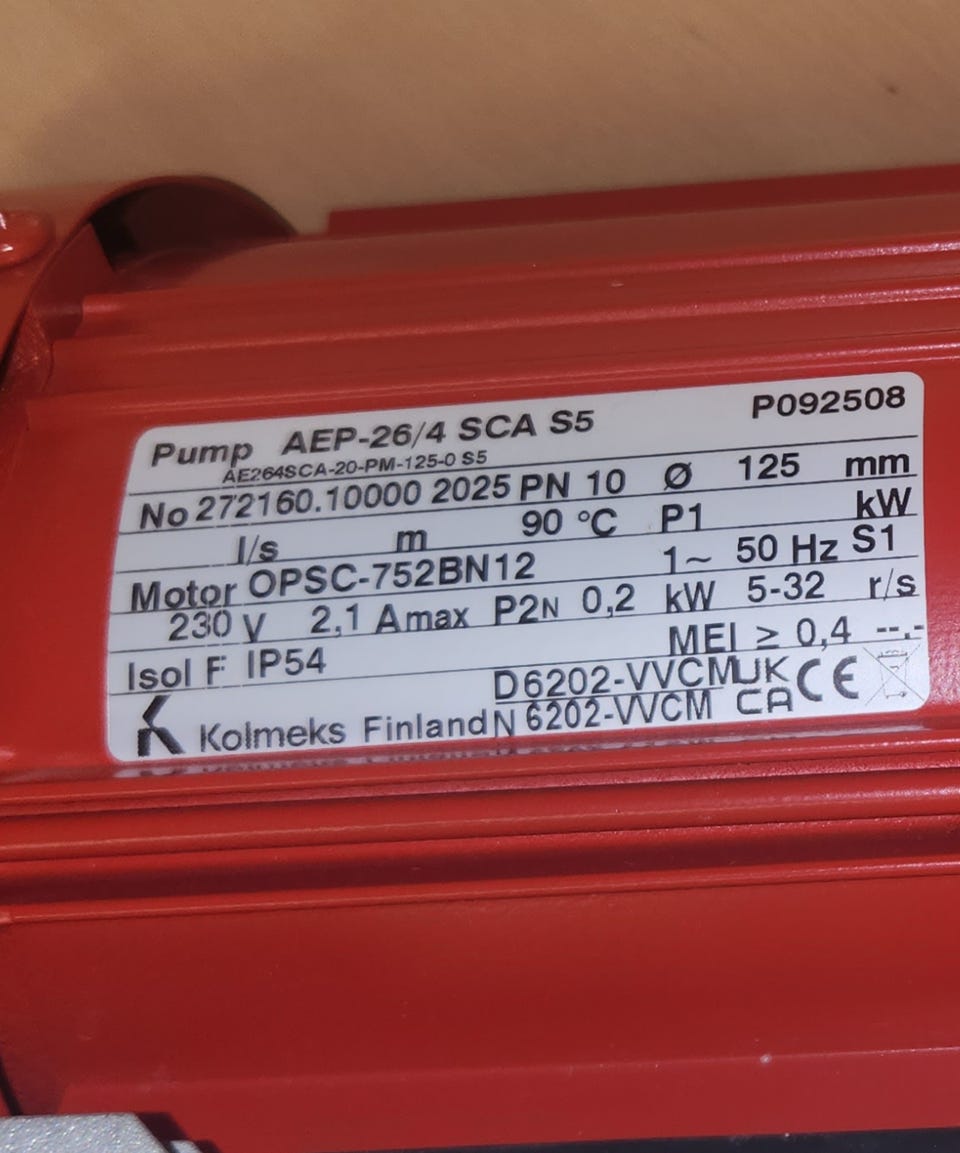 Pump AEP-26/4 SCA S5 P092508
AE264SCA-20-PM-125-0 S5
No 272160.10000 2025 PN 10 Ø 125 mm
l/s m 90 °C P1 kW
Motor OPSC-752BN12 1~ 50 Hz S1
230 V 2,1 Amax P2N 0,2 kW 5-32 r/s
Isol F IP54 MEI ≥ 0,4 --.-
D 6202-VVCM UK CA CE
Kolmeks Finland N 6202-VVCM